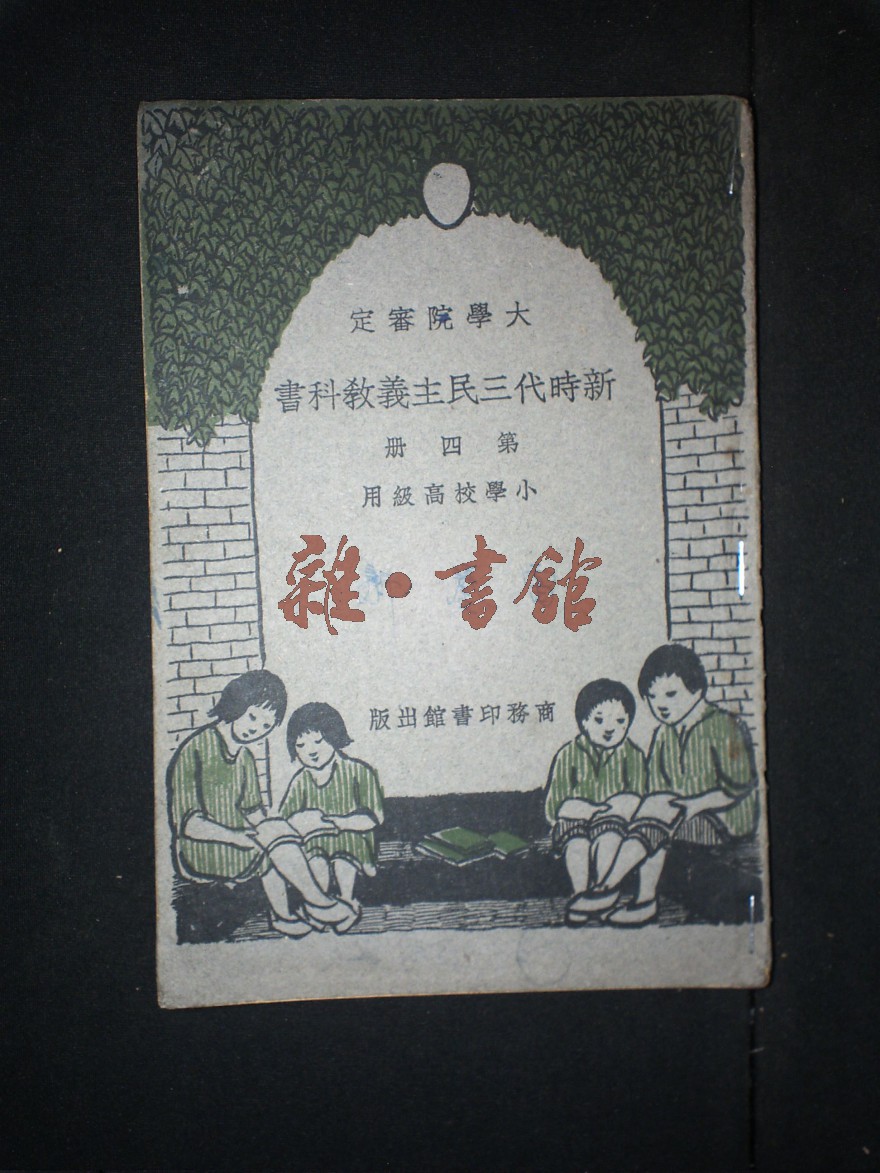 大學院審定
新時代三民主義教科書
第四册
小學校高級用
雜·書館
商務印書館出版